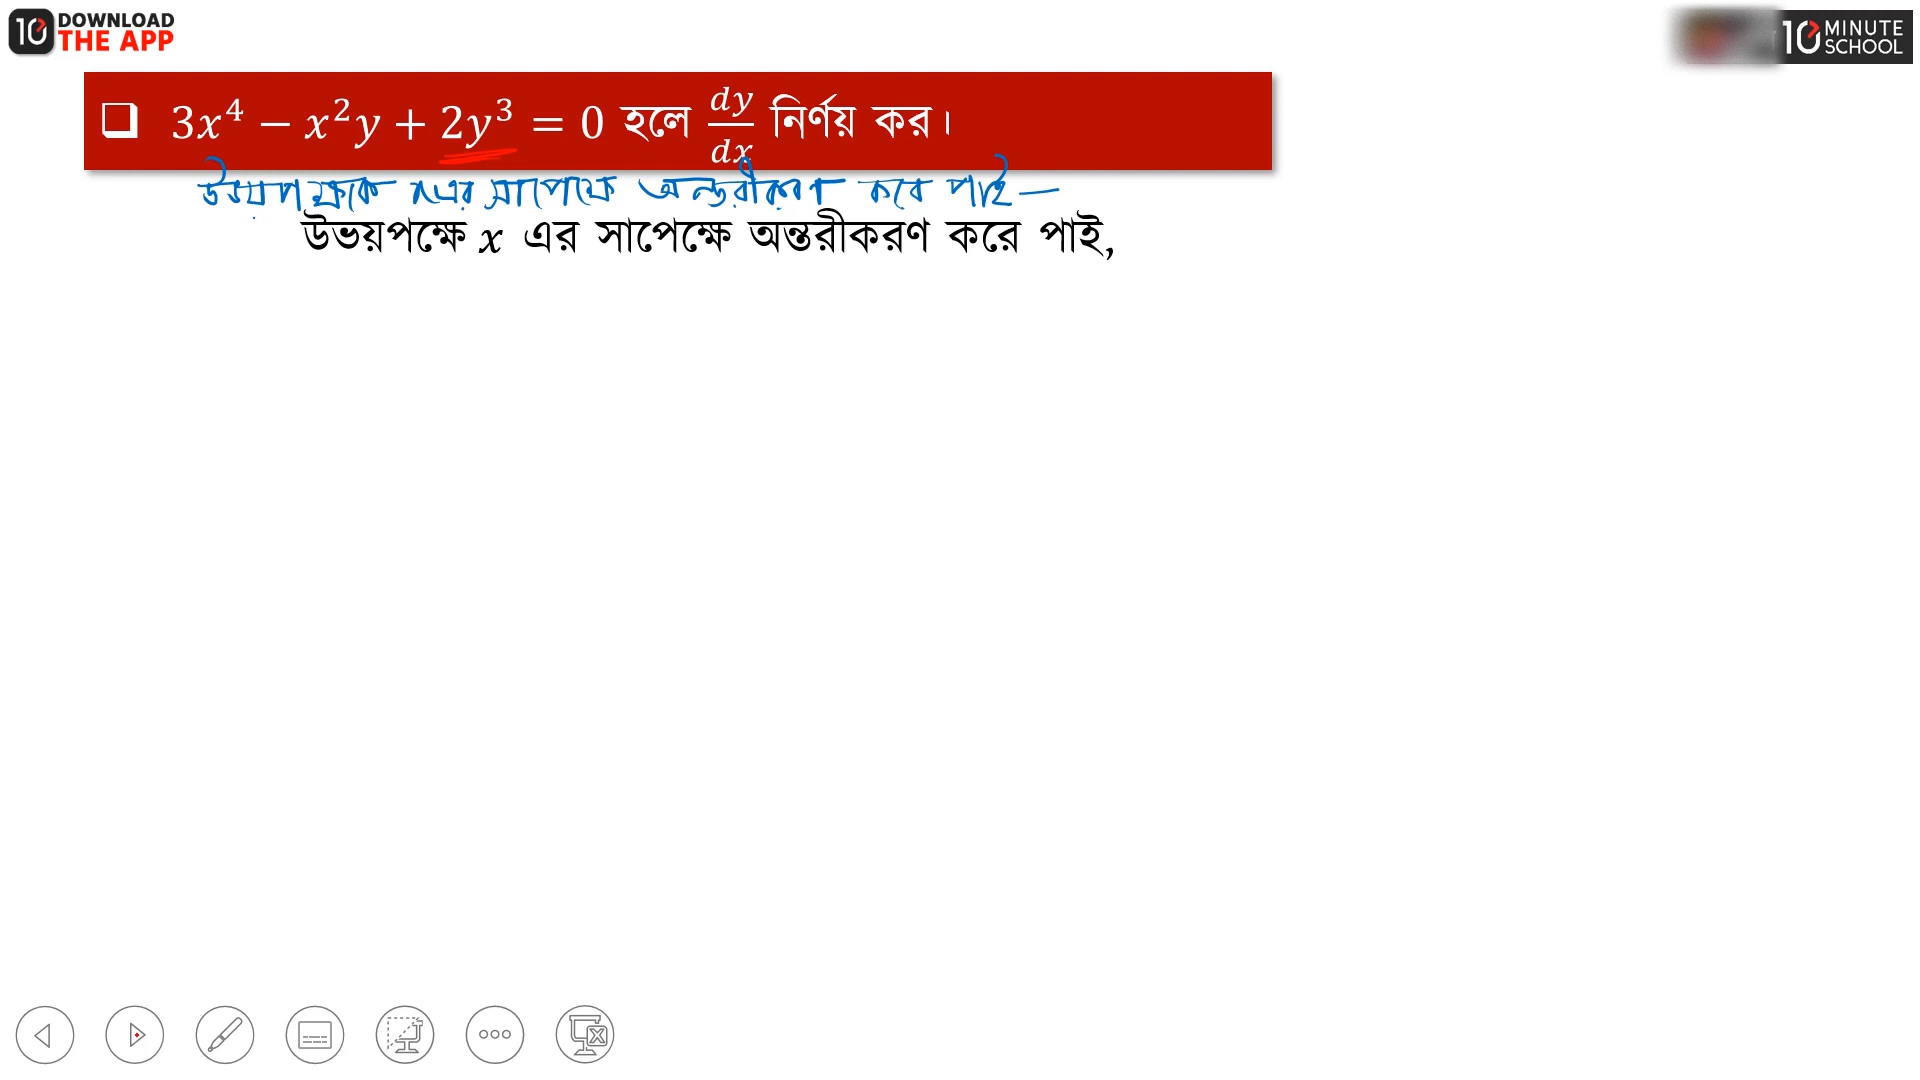 10 DOWNLOAD THE APP
10 MINUTE SCHOOL
❑ 3x⁴ − x²y + 2y³ = 0 হলে dy/dx নির্ণয় কর।
উভয়পক্ষকে x এর সাপেক্ষে অন্তরীকরণ করে পাই —
উভয়পক্ষে x এর সাপেক্ষে অন্তরীকরণ করে পাই,